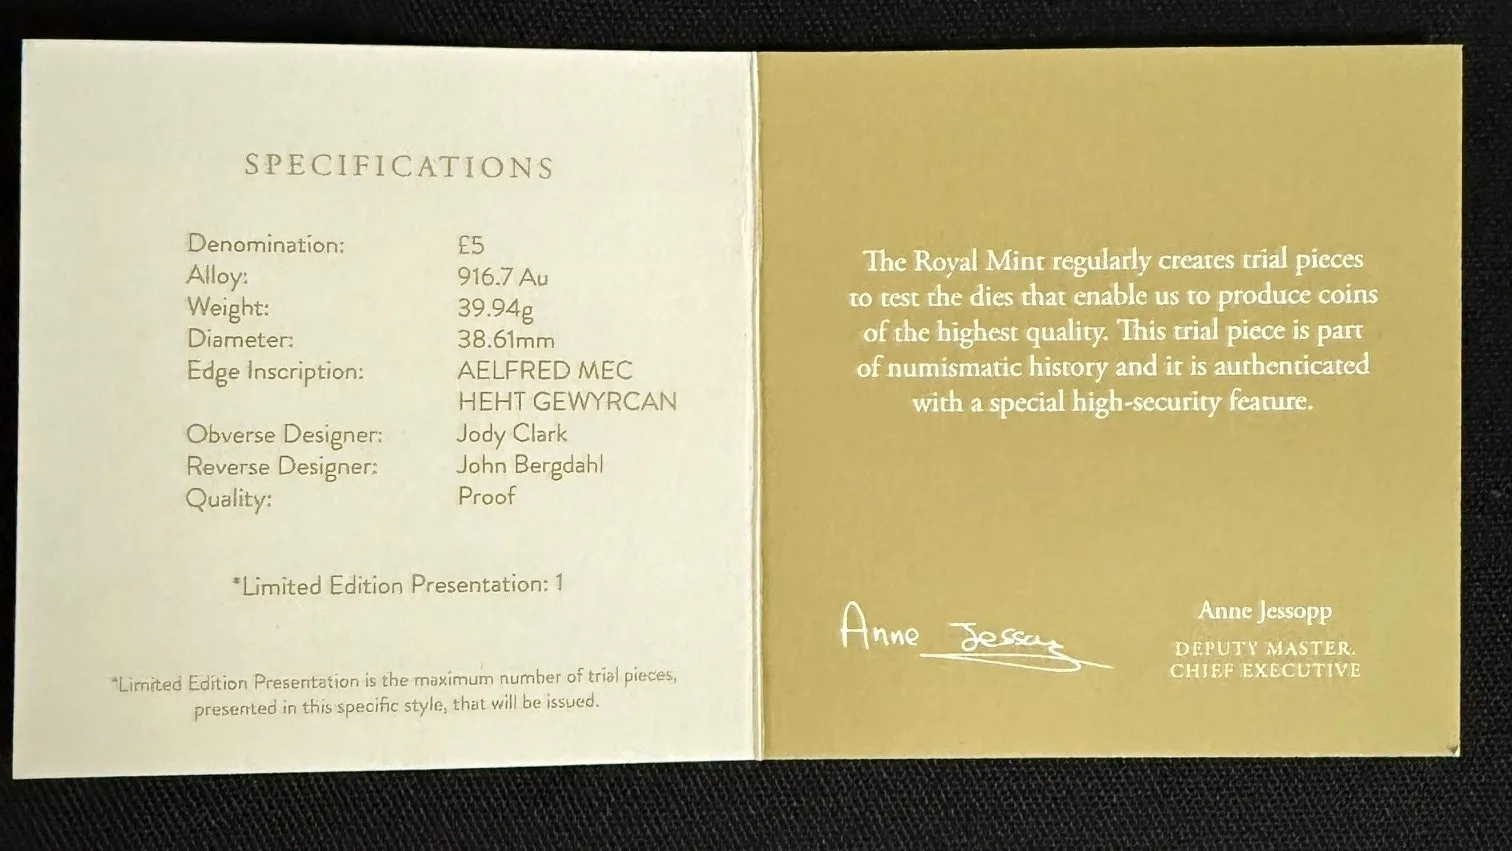 SPECIFICATIONS
Denomination: £5
Alloy: 916.7 Au
Weight: 39.94g
Diameter: 38.61mm
Edge Inscription: AELFRED MEC
HEHT GEWYRCAN
Obverse Designer: Jody Clark
Reverse Designer: John Bergdahl
Quality: Proof
*Limited Edition Presentation: 1
*Limited Edition Presentation is the maximum number of trial pieces,
presented in this specific style, that will be issued.
The Royal Mint regularly creates trial pieces
to test the dies that enable us to produce coins
of the highest quality. This trial piece is part
of numismatic history and it is authenticated
with a special high-security feature.
Anne Jessopp
Anne Jessopp
DEPUTY MASTER.
CHIEF EXECUTIVE